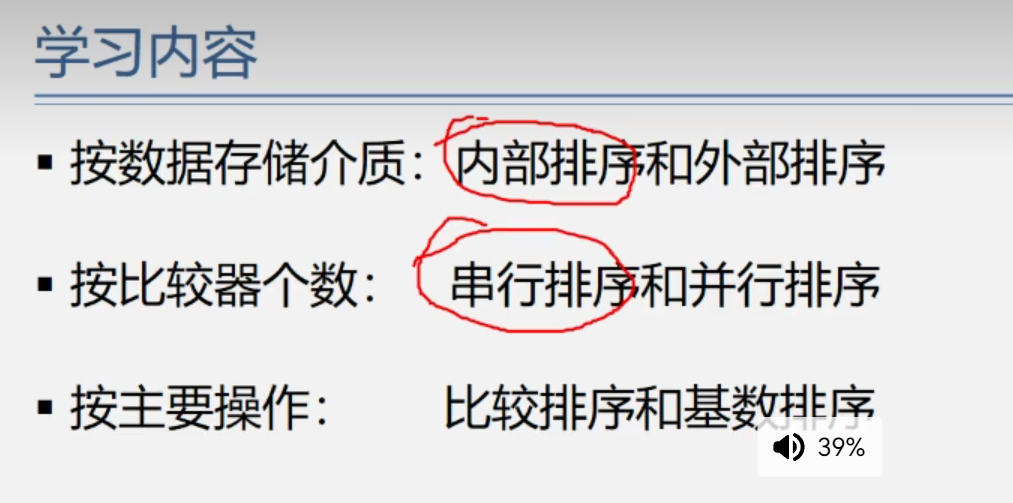 学习内容
▪ 按数据存储介质：内部排序和外部排序
▪ 按比较器个数： 串行排序和并行排序
▪ 按主要操作： 比较排序和基数排序
39%